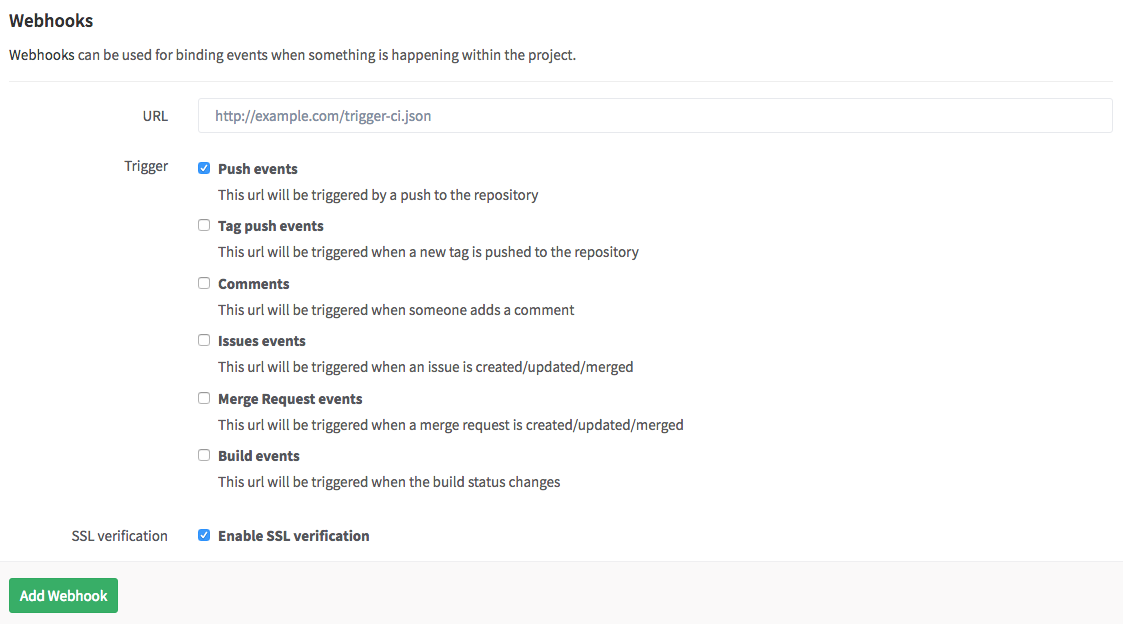 Webhooks
Webhooks can be used for binding events when something is happening within the project.
URL http://example.com/trigger-ci.json
Trigger Push events
This url will be triggered by a push to the repository
Tag push events
This url will be triggered when a new tag is pushed to the repository
Comments
This url will be triggered when someone adds a comment
Issues events
This url will be triggered when an issue is created/updated/merged
Merge Request events
This url will be triggered when a merge request is created/updated/merged
Build events
This url will be triggered when the build status changes
SSL verification Enable SSL verification
Add Webhook